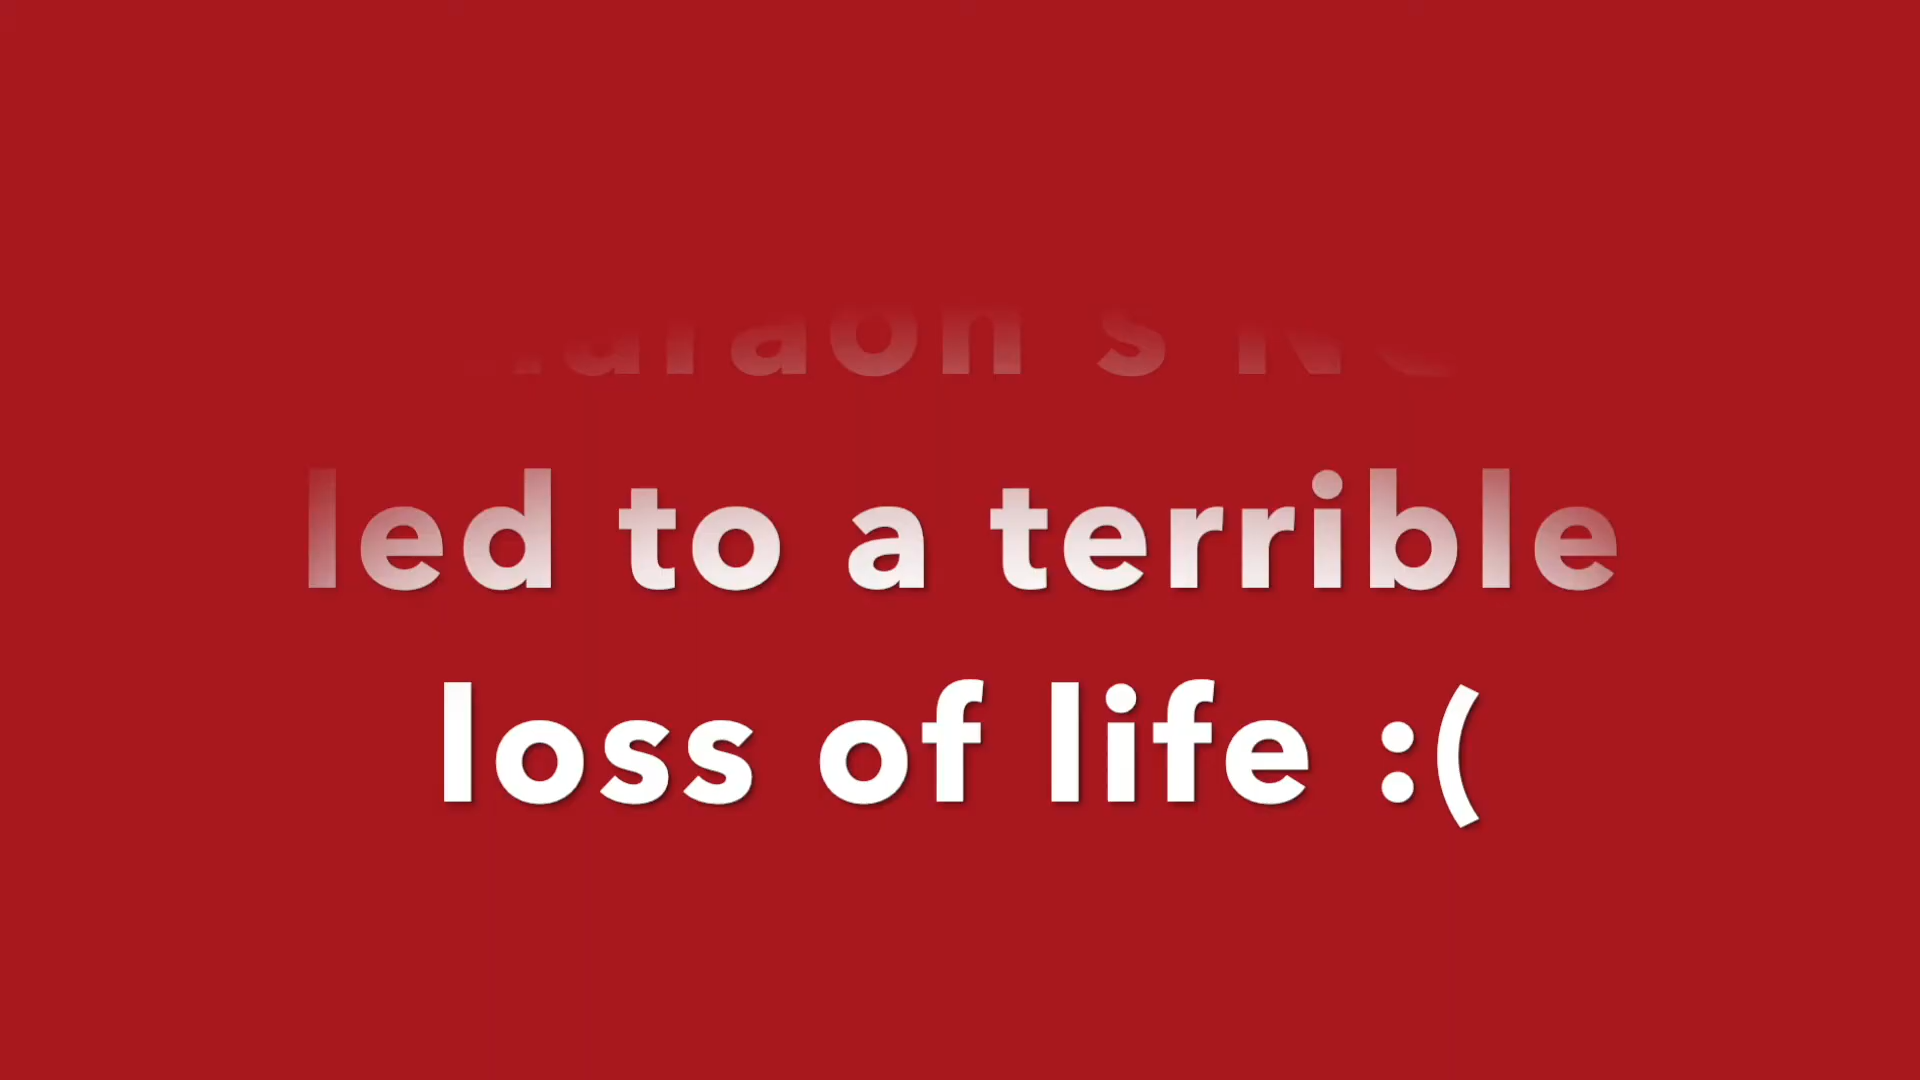 led to a terrible
loss of life :(